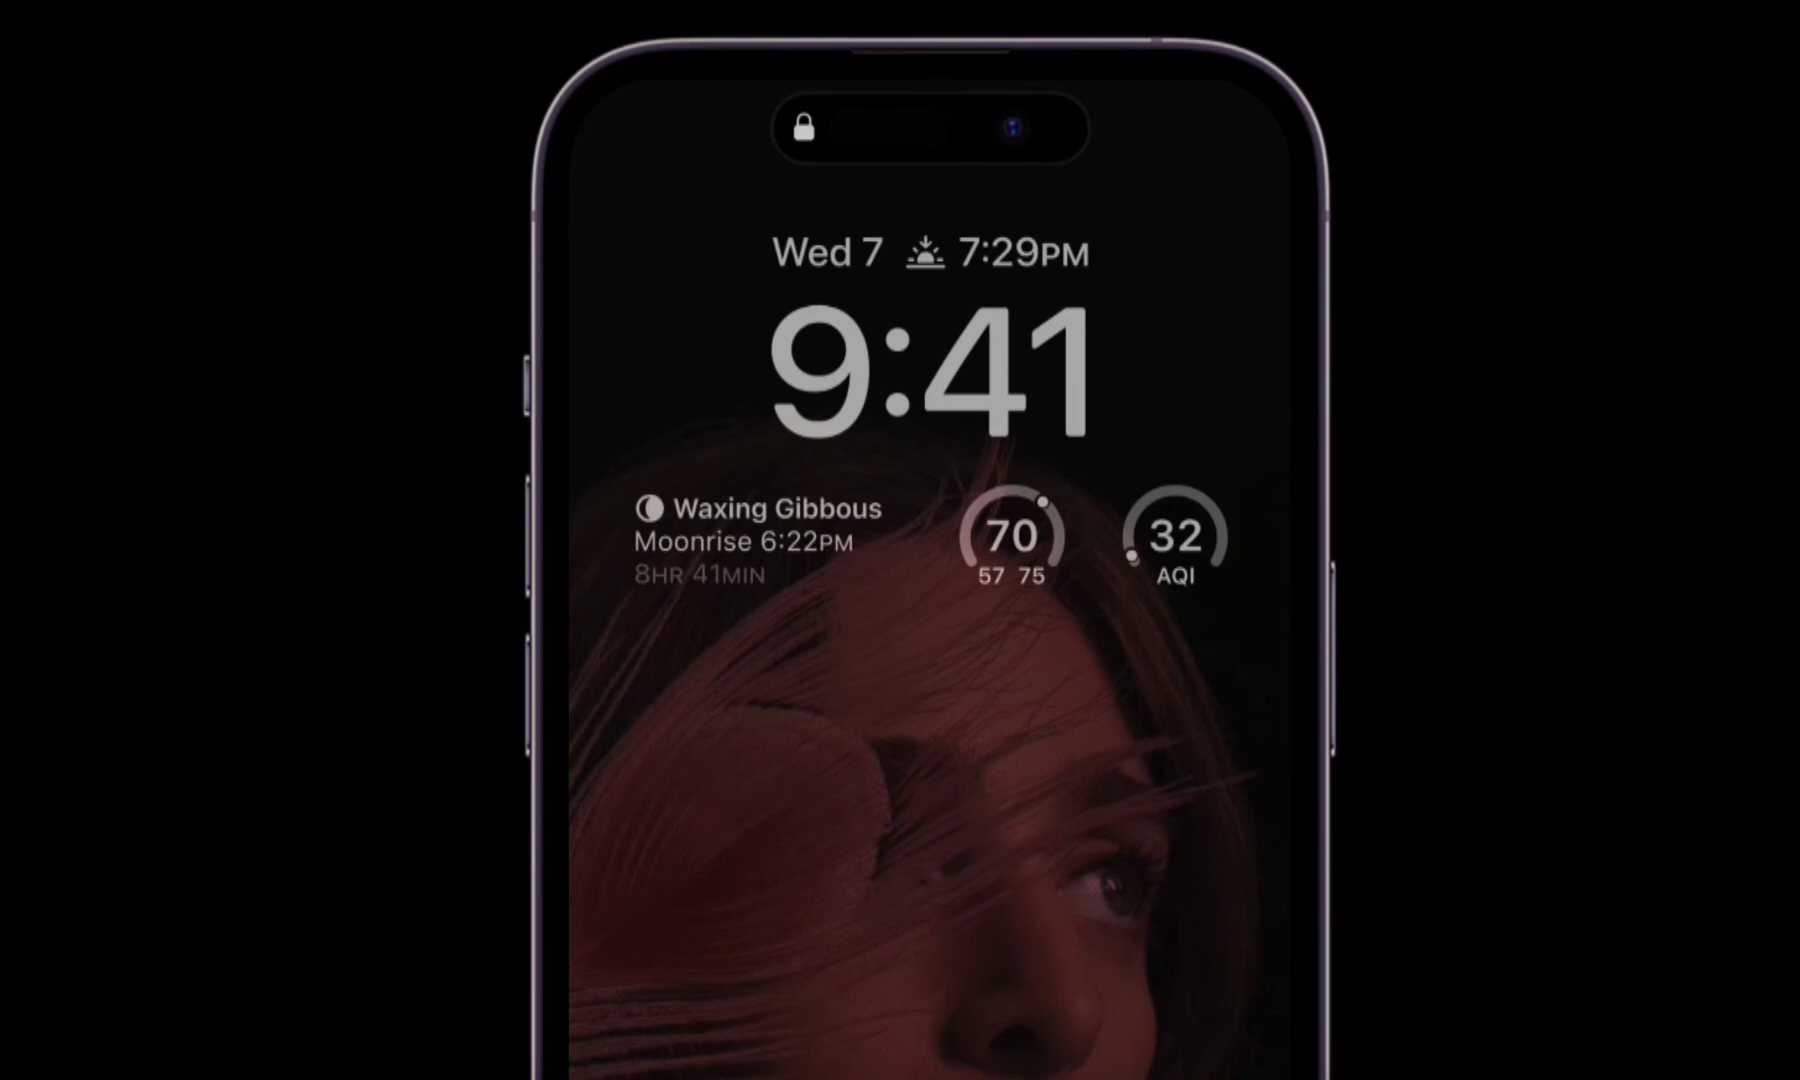 Wed 7 7:29PM
9:41
Waxing Gibbous
Moonrise 6:22PM
8HR 41MIN
70
57 75
32
AQI